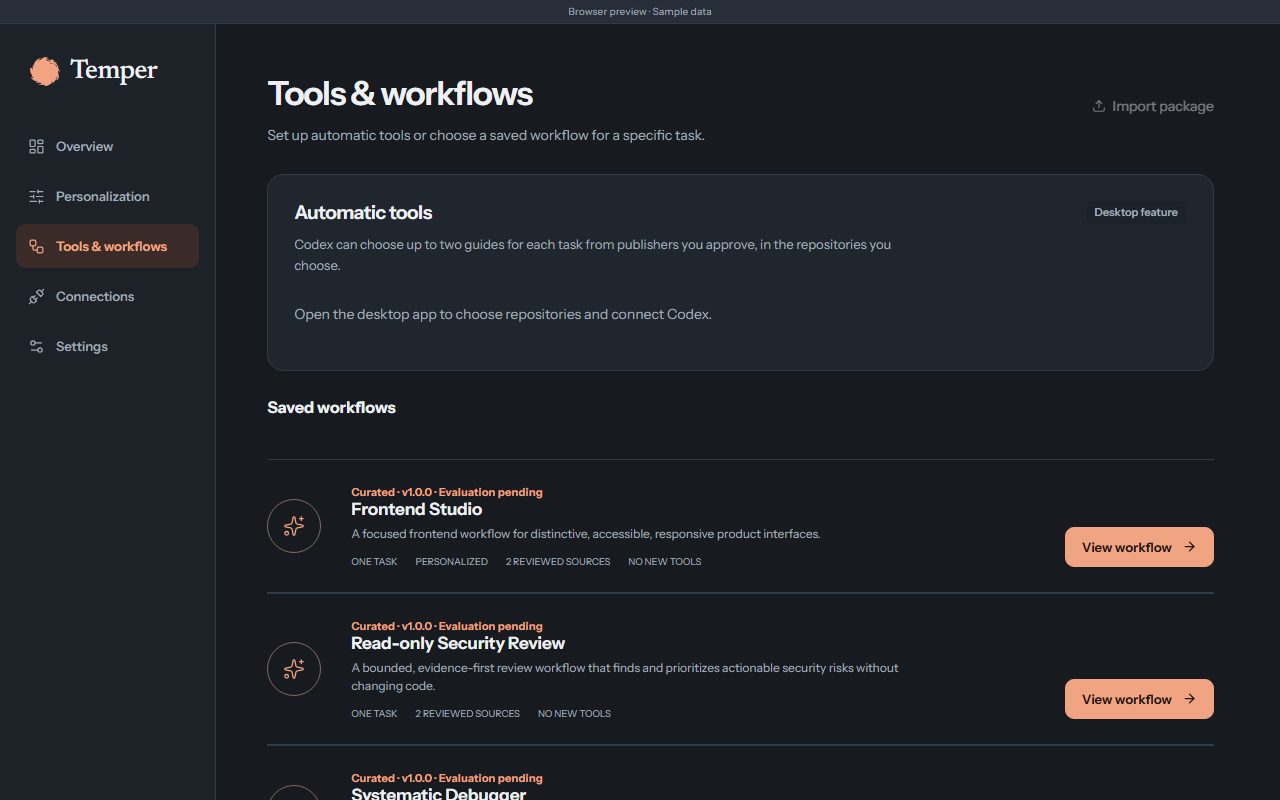 Browser preview · Sample data
Temper
Overview
Personalization
Tools & workflows
Connections
Settings
Tools & workflows
Import package
Set up automatic tools or choose a saved workflow for a specific task.
Automatic tools
Desktop feature
Codex can choose up to two guides for each task from publishers you approve, in the repositories you
choose.
Open the desktop app to choose repositories and connect Codex.
Saved workflows
Curated · v1.0.0 · Evaluation pending
Frontend Studio
A focused frontend workflow for distinctive, accessible, responsive product interfaces.
ONE TASK PERSONALIZED 2 REVIEWED SOURCES NO NEW TOOLS
View workflow
Curated · v1.0.0 · Evaluation pending
Read-only Security Review
A bounded, evidence-first review workflow that finds and prioritizes actionable security risks without
changing code.
ONE TASK 2 REVIEWED SOURCES NO NEW TOOLS
View workflow
Curated · v1.0.0 · Evaluation pending
Systematic Debugger